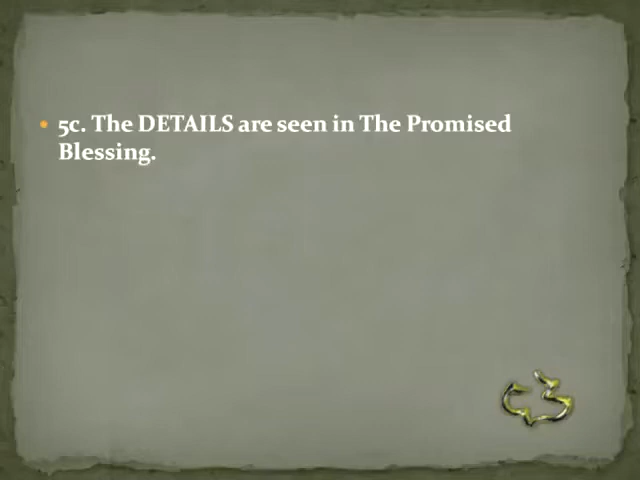 • 5c. The DETAILS are seen in The Promised
Blessing.